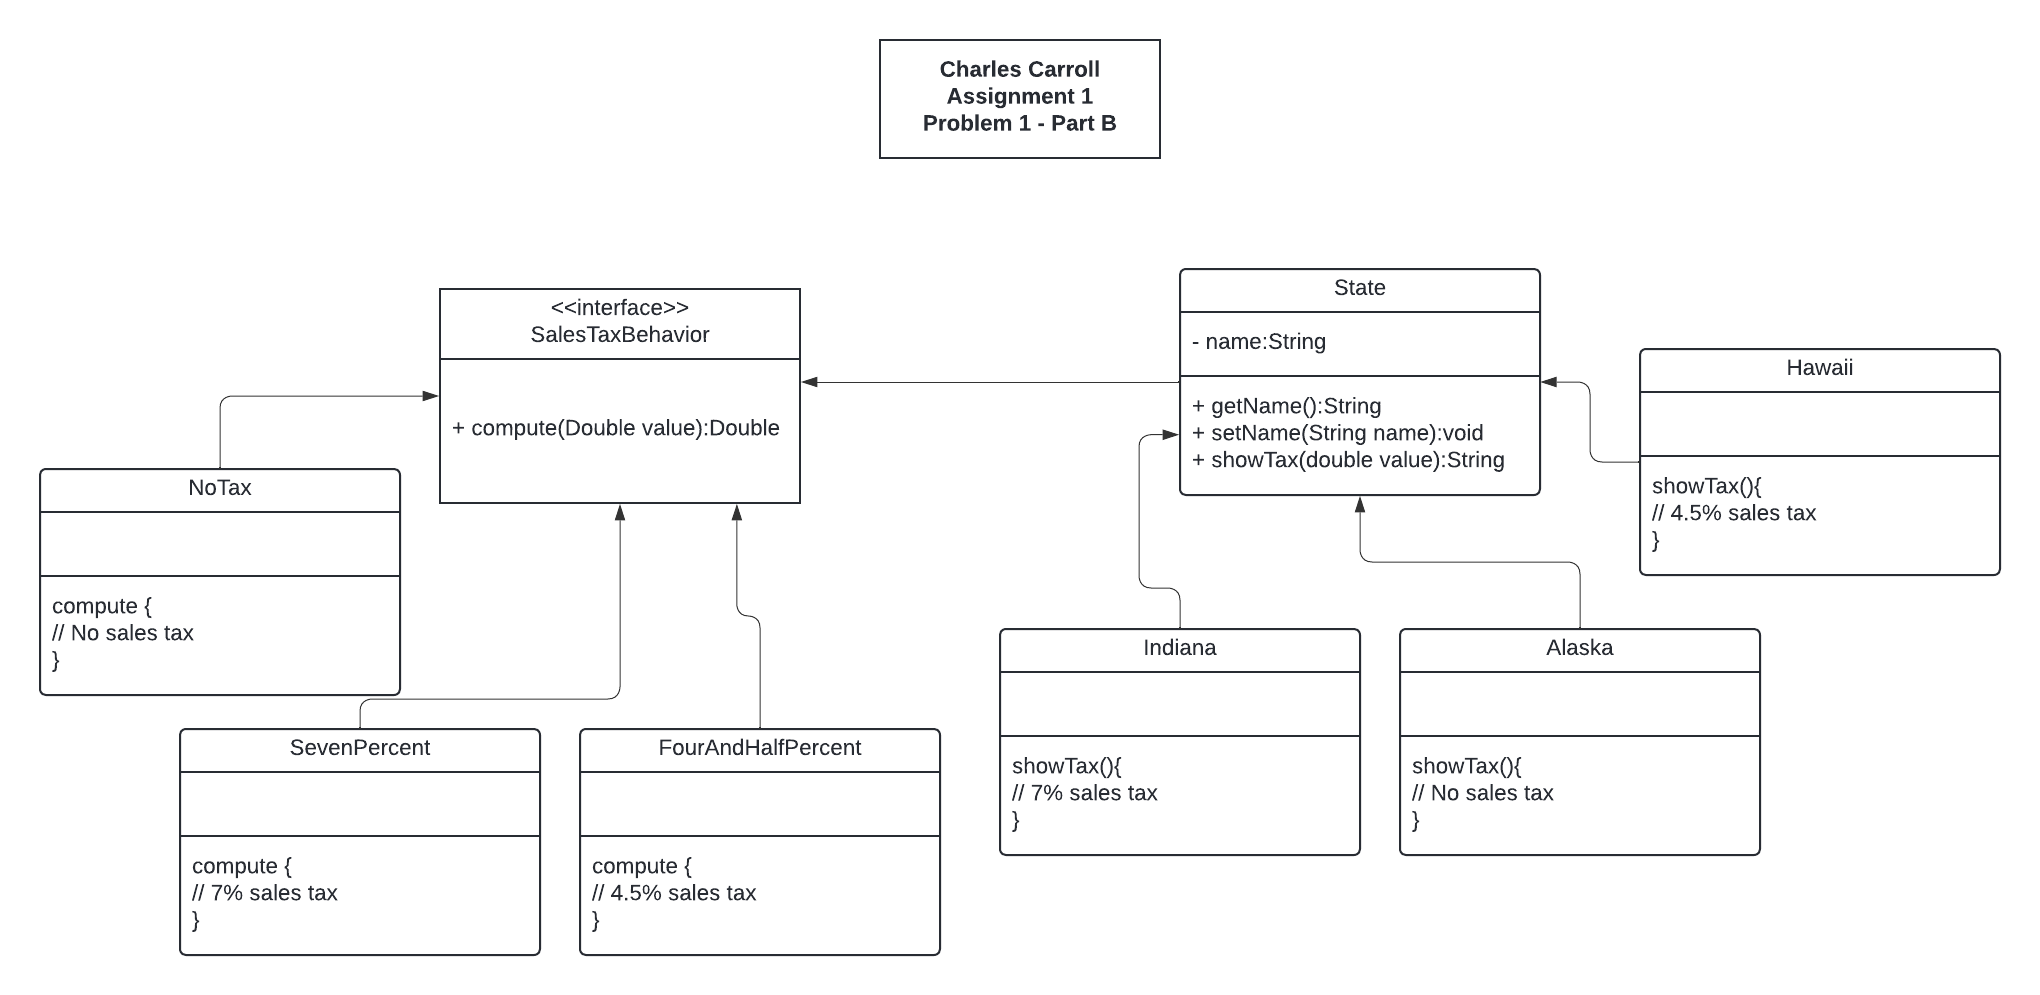 Charles Carroll
Assignment 1
Problem 1 - Part B
<<interface>>
SalesTaxBehavior
+ compute(Double value):Double
State
- name:String
+ getName():String
+ setName(String name):void
+ showTax(double value):String
Hawaii
showTax(){
// 4.5% sales tax
}
NoTax
compute {
// No sales tax
}
SevenPercent
compute {
// 7% sales tax
}
FourAndHalfPercent
compute {
// 4.5% sales tax
}
Indiana
showTax(){
// 7% sales tax
}
Alaska
showTax(){
// No sales tax
}